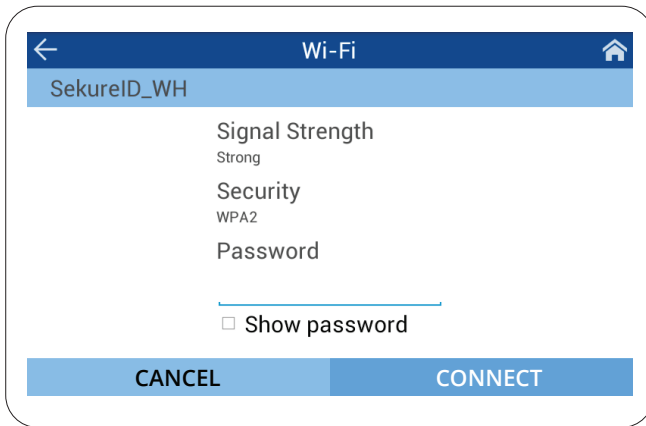 Wi-Fi
SekureID_WH
Signal Strength
Strong
Security
WPA2
Password
Show password
CANCEL CONNECT